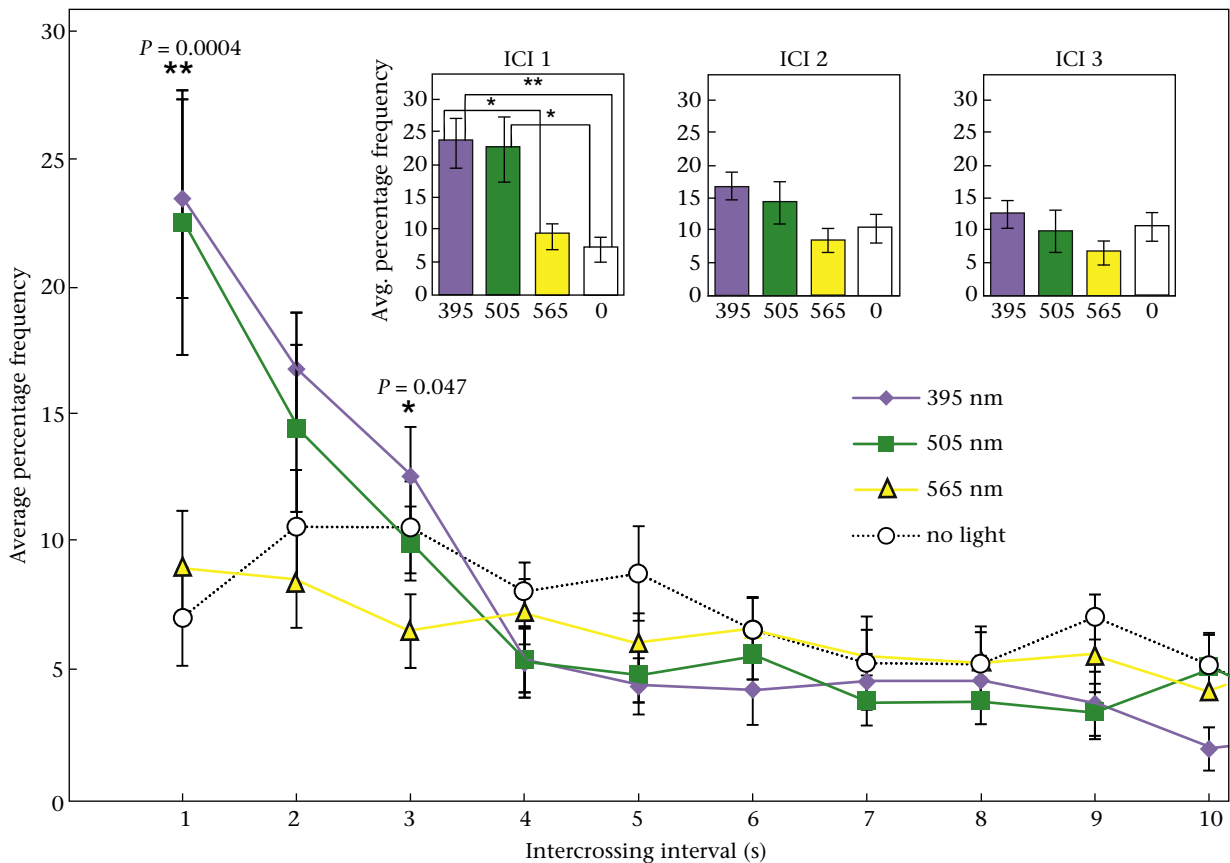 30
25
20
15
10
5
0
Average percentage frequency
P = 0.0004
**
P = 0.047
*
ICI 1
Avg. percentage frequency
30
25
20
15
10
5
0
**
*
*
395 505 565 0
ICI 2
30
25
20
15
10
5
0
395 505 565 0
ICI 3
30
25
20
15
10
5
0
395 505 565 0
395 nm
505 nm
565 nm
no light
1 2 3 4 5 6 7 8 9 10
Intercrossing interval (s)